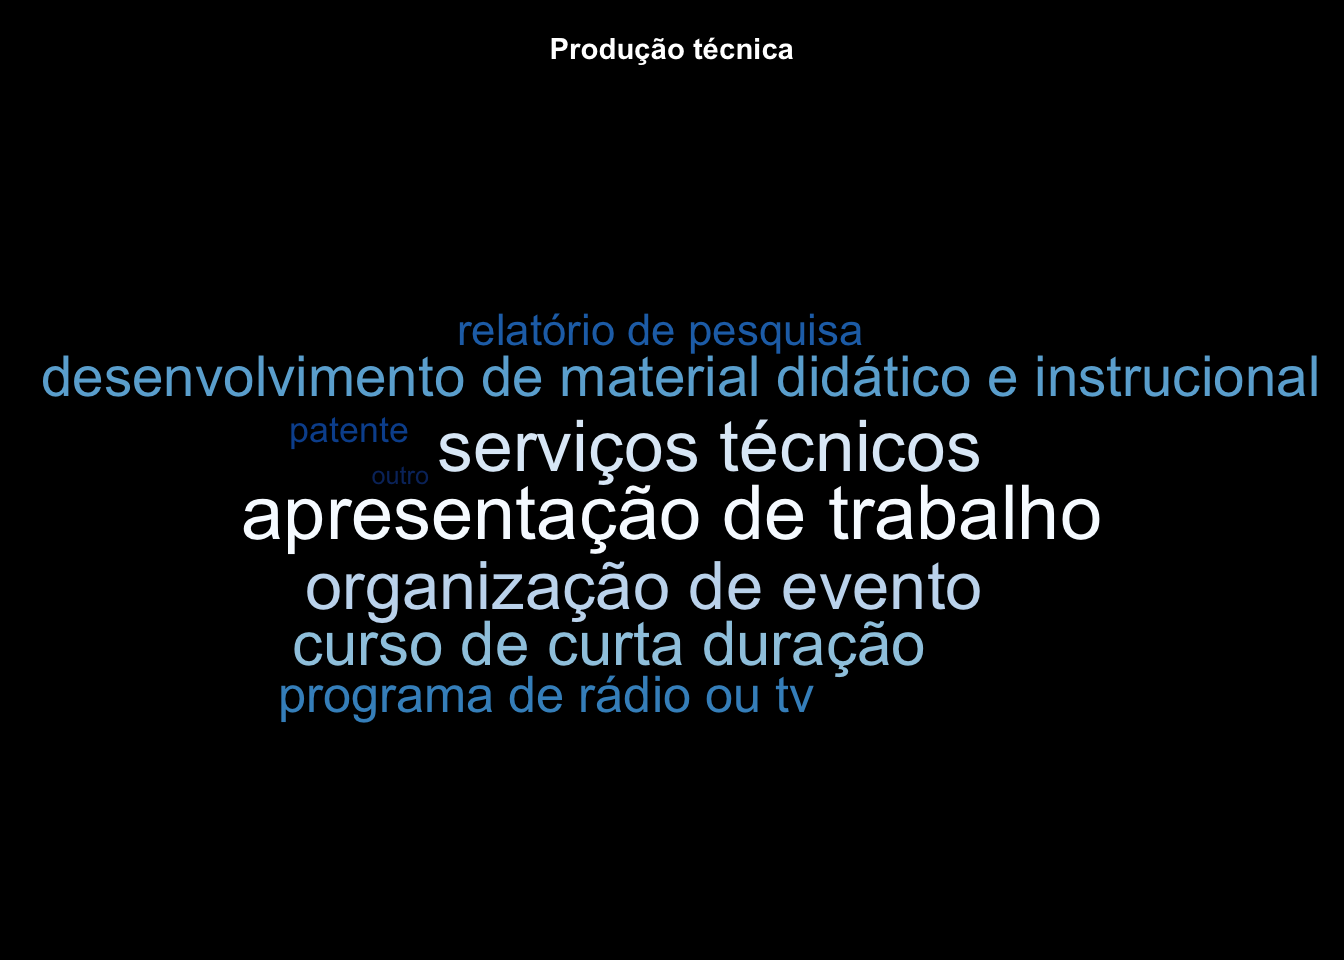 Produção técnica
relatório de pesquisa
desenvolvimento de material didático e instrucional
patente
serviços técnicos
outro
apresentação de trabalho
organização de evento
curso de curta duração
programa de rádio ou tv